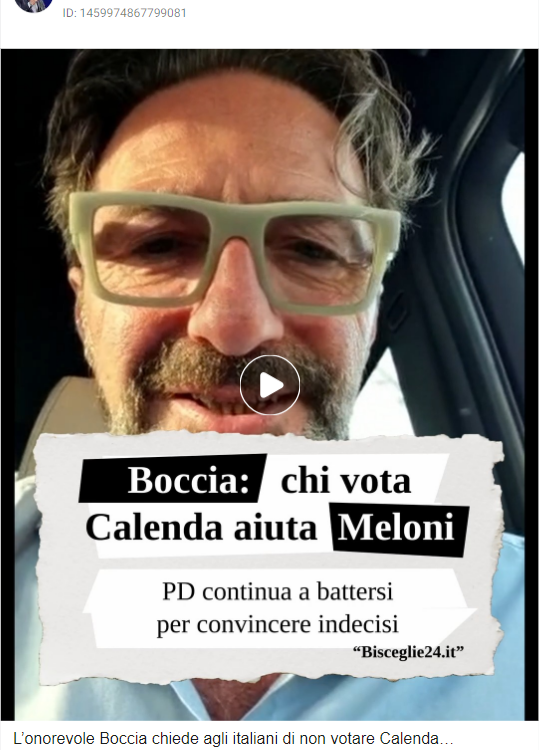 ID: 1459974867799081
Boccia: chi vota
Calenda aiuta Meloni
PD continua a battersi
per convincere indecisi
“Bisceglie24.it”
L’onorevole Boccia chiede agli italiani di non votare Calenda…